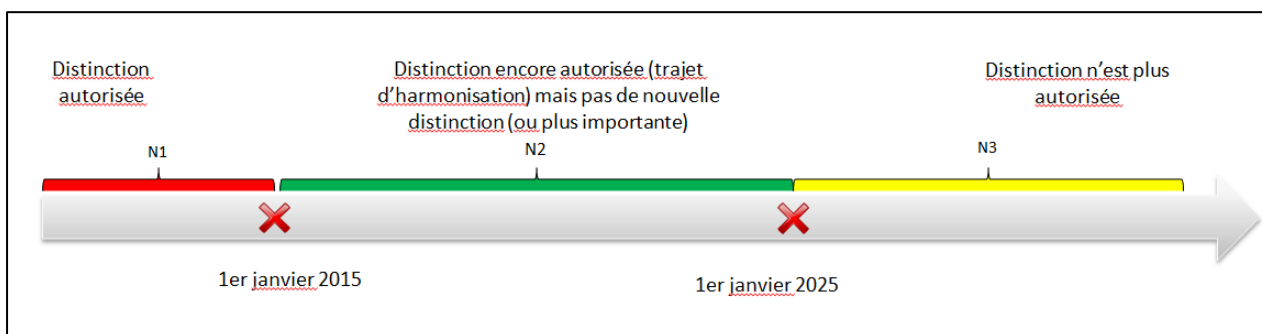 Distinction
autorisée
Distinction encore autorisée (trajet
d'harmonisation) mais pas de nouvelle
distinction (ou plus importante)
Distinction n'est plus
autorisée
N1
N2
N3
1er janvier 2015
1er janvier 2025